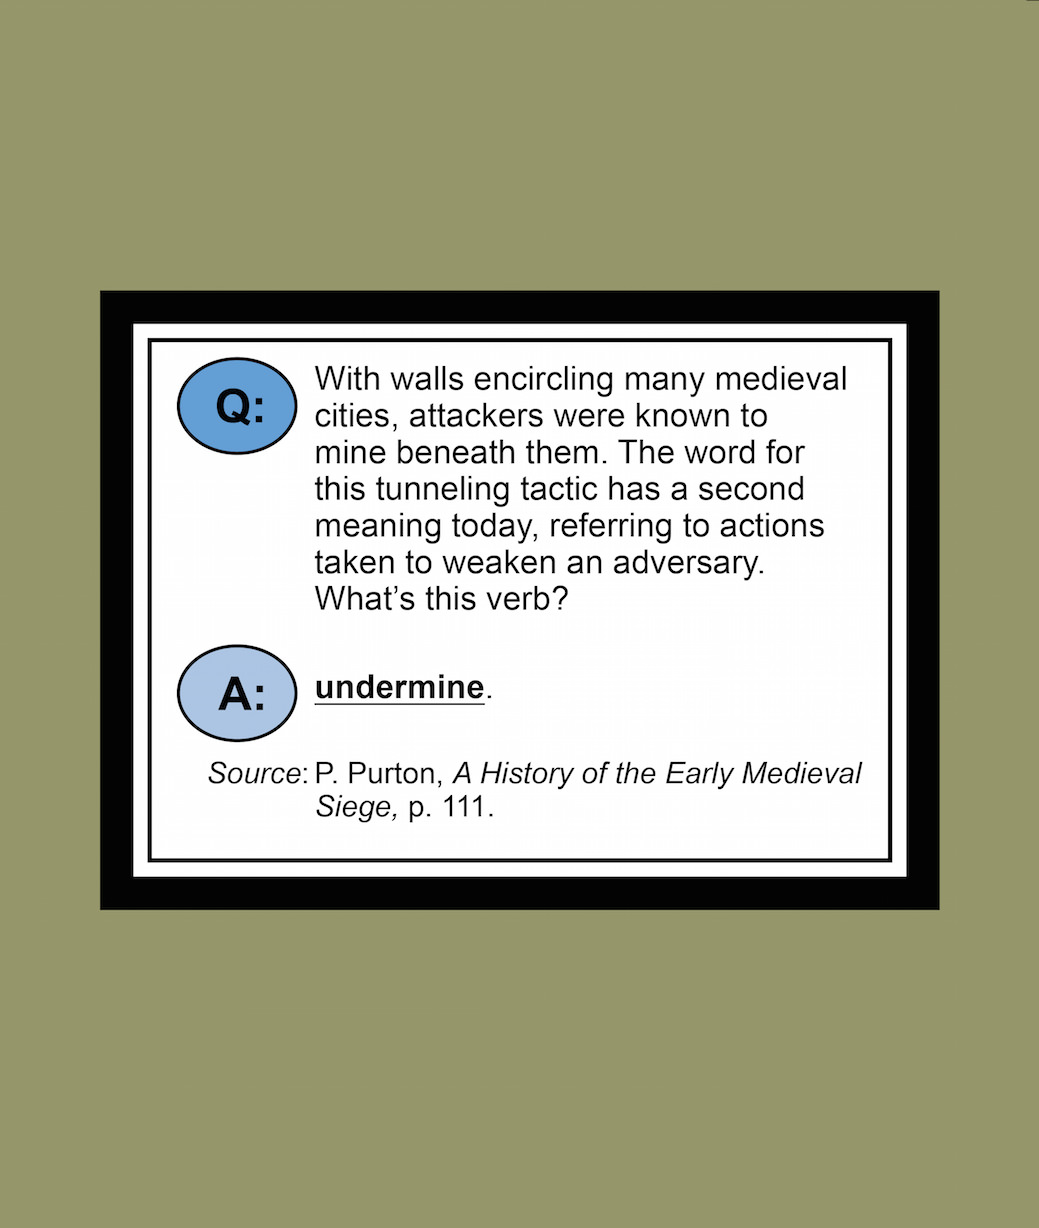 Q: With walls encircling many medieval
cities, attackers were known to
mine beneath them. The word for
this tunneling tactic has a second
meaning today, referring to actions
taken to weaken an adversary.
What’s this verb?
A: undermine.
Source: P. Purton, A History of the Early Medieval
Siege, p. 111.